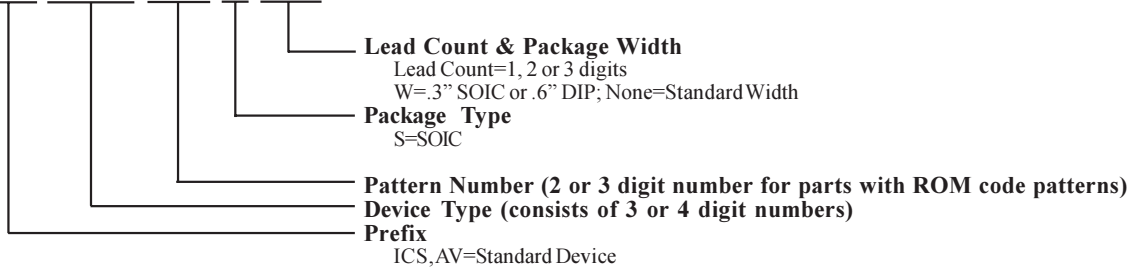 Lead Count & Package Width
Lead Count=1, 2 or 3 digits
W=.3” SOIC or .6” DIP; None=Standard Width
Package Type
S=SOIC
Pattern Number (2 or 3 digit number for parts with ROM code patterns)
Device Type (consists of 3 or 4 digit numbers)
Prefix
ICS, AV=Standard Device